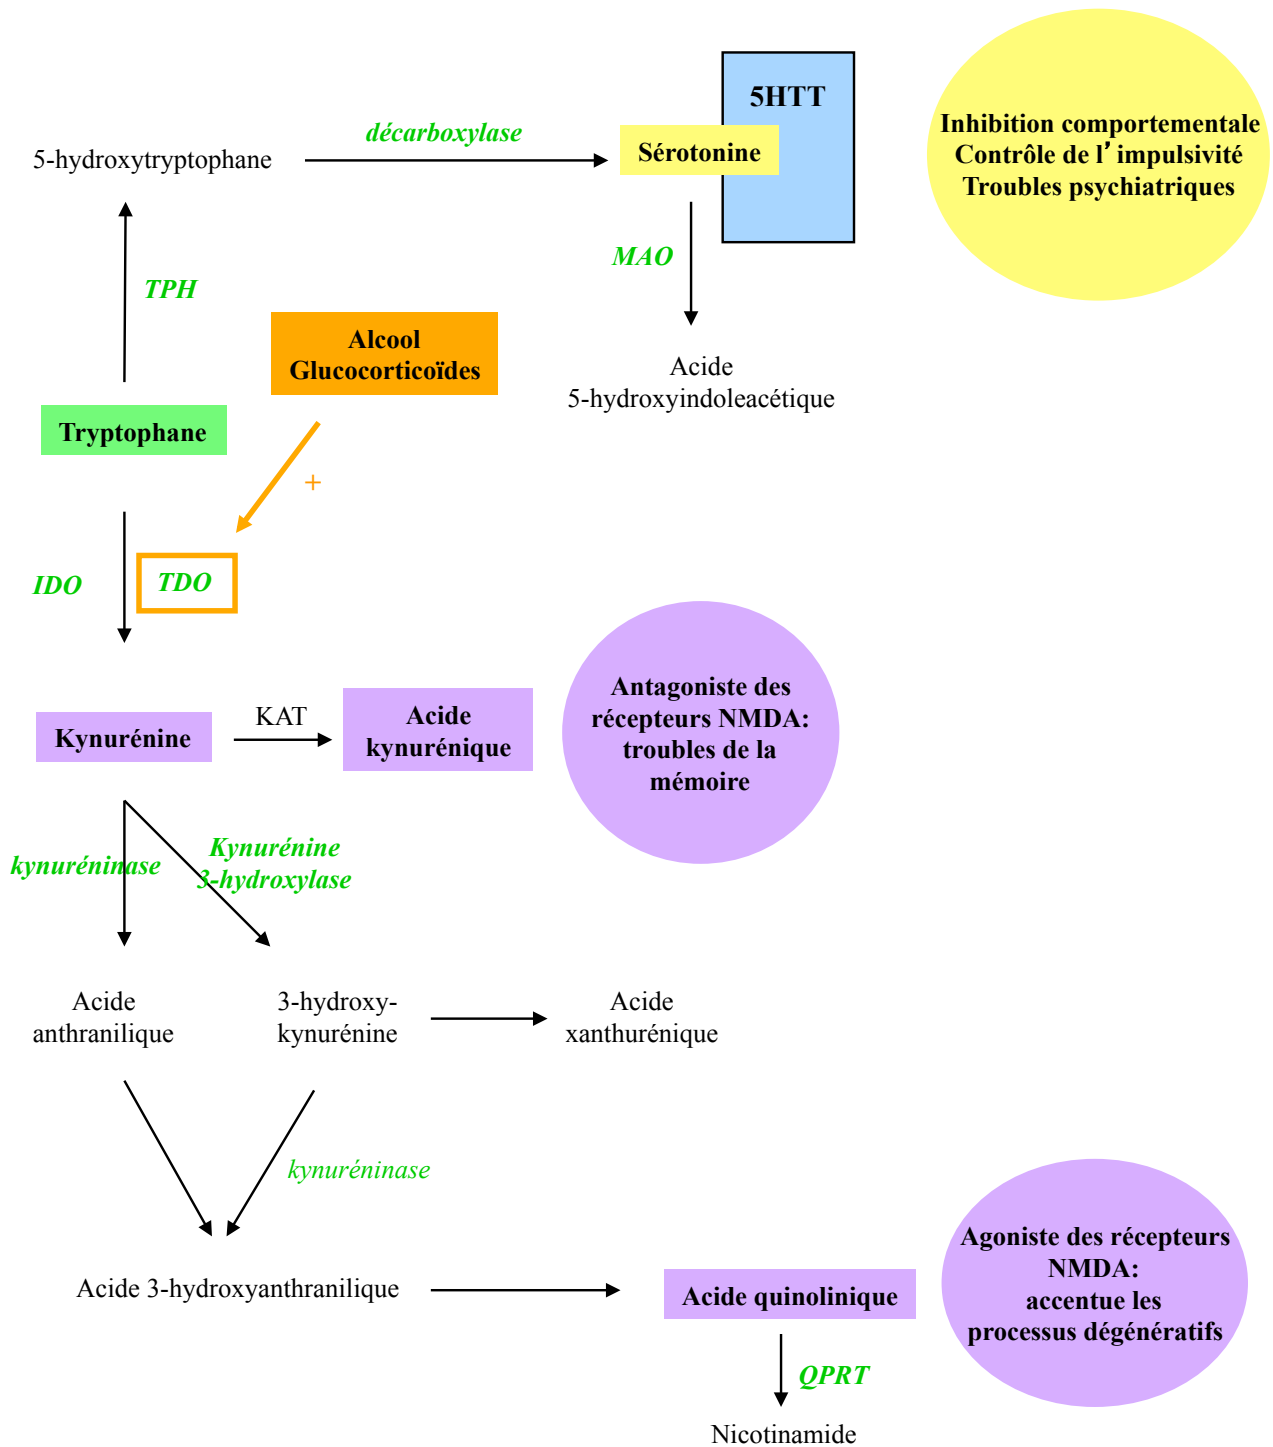 5HTT
décarboxylase
5-hydroxytryptophane
Sérotonine
Inhibition comportementale
Contrôle de l’impulsivité
Troubles psychiatriques
MAO
TPH
Alcool
Glucocorticoïdes
Acide
5-hydroxyindoleacétique
Tryptophane
+
IDO
TDO
Kynurénine
KAT
Acide
kynurénique
Antagoniste des
récepteurs NMDA:
troubles de la
mémoire
kynuréninase
Kynurénine
3-hydroxylase
Acide
anthranilique
3-hydroxy-
kynurénine
Acide
xanthurénique
kynuréninase
Acide 3-hydroxyanthranilique
Acide quinolinique
Agoniste des récepteurs
NMDA:
accentue les
processus dégénératifs
QPRT
Nicotinamide